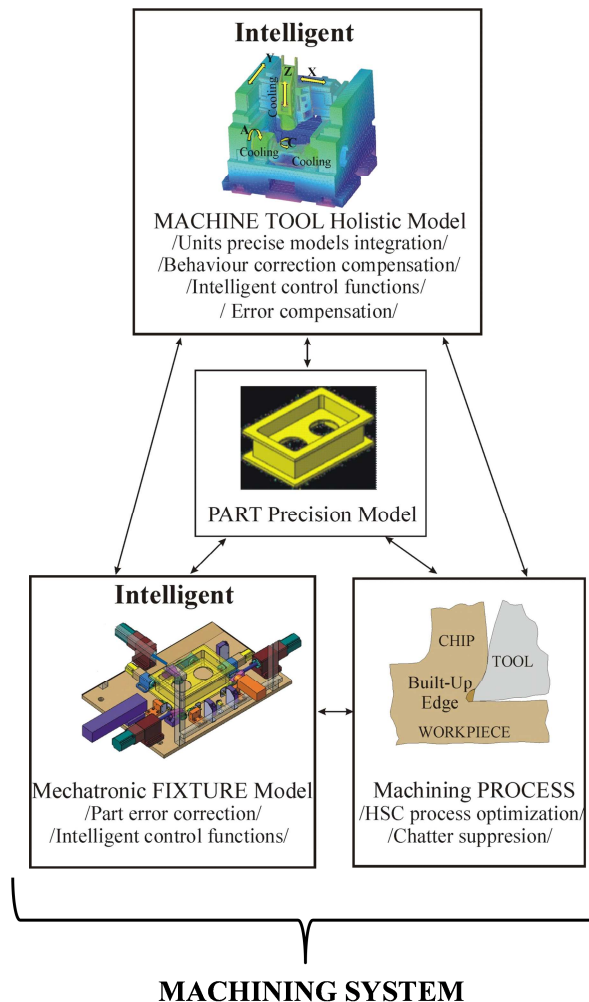 Intelligent
Y
Z
X
Cooling
A
C
Cooling
Cooling
MACHINE TOOL Holistic Model
/Units precise models integration/
/Behaviour correction compensation/
/Intelligent control functions/
/ Error compensation/
PART Precision Model
Intelligent
Mechatronic FIXTURE Model
/Part error correction/
/Intelligent control functions/
CHIP
TOOL
Built-Up
Edge
WORKPIECE
Machining PROCESS
/HSC process optimization/
/Chatter suppresion/
MACHINING SYSTEM